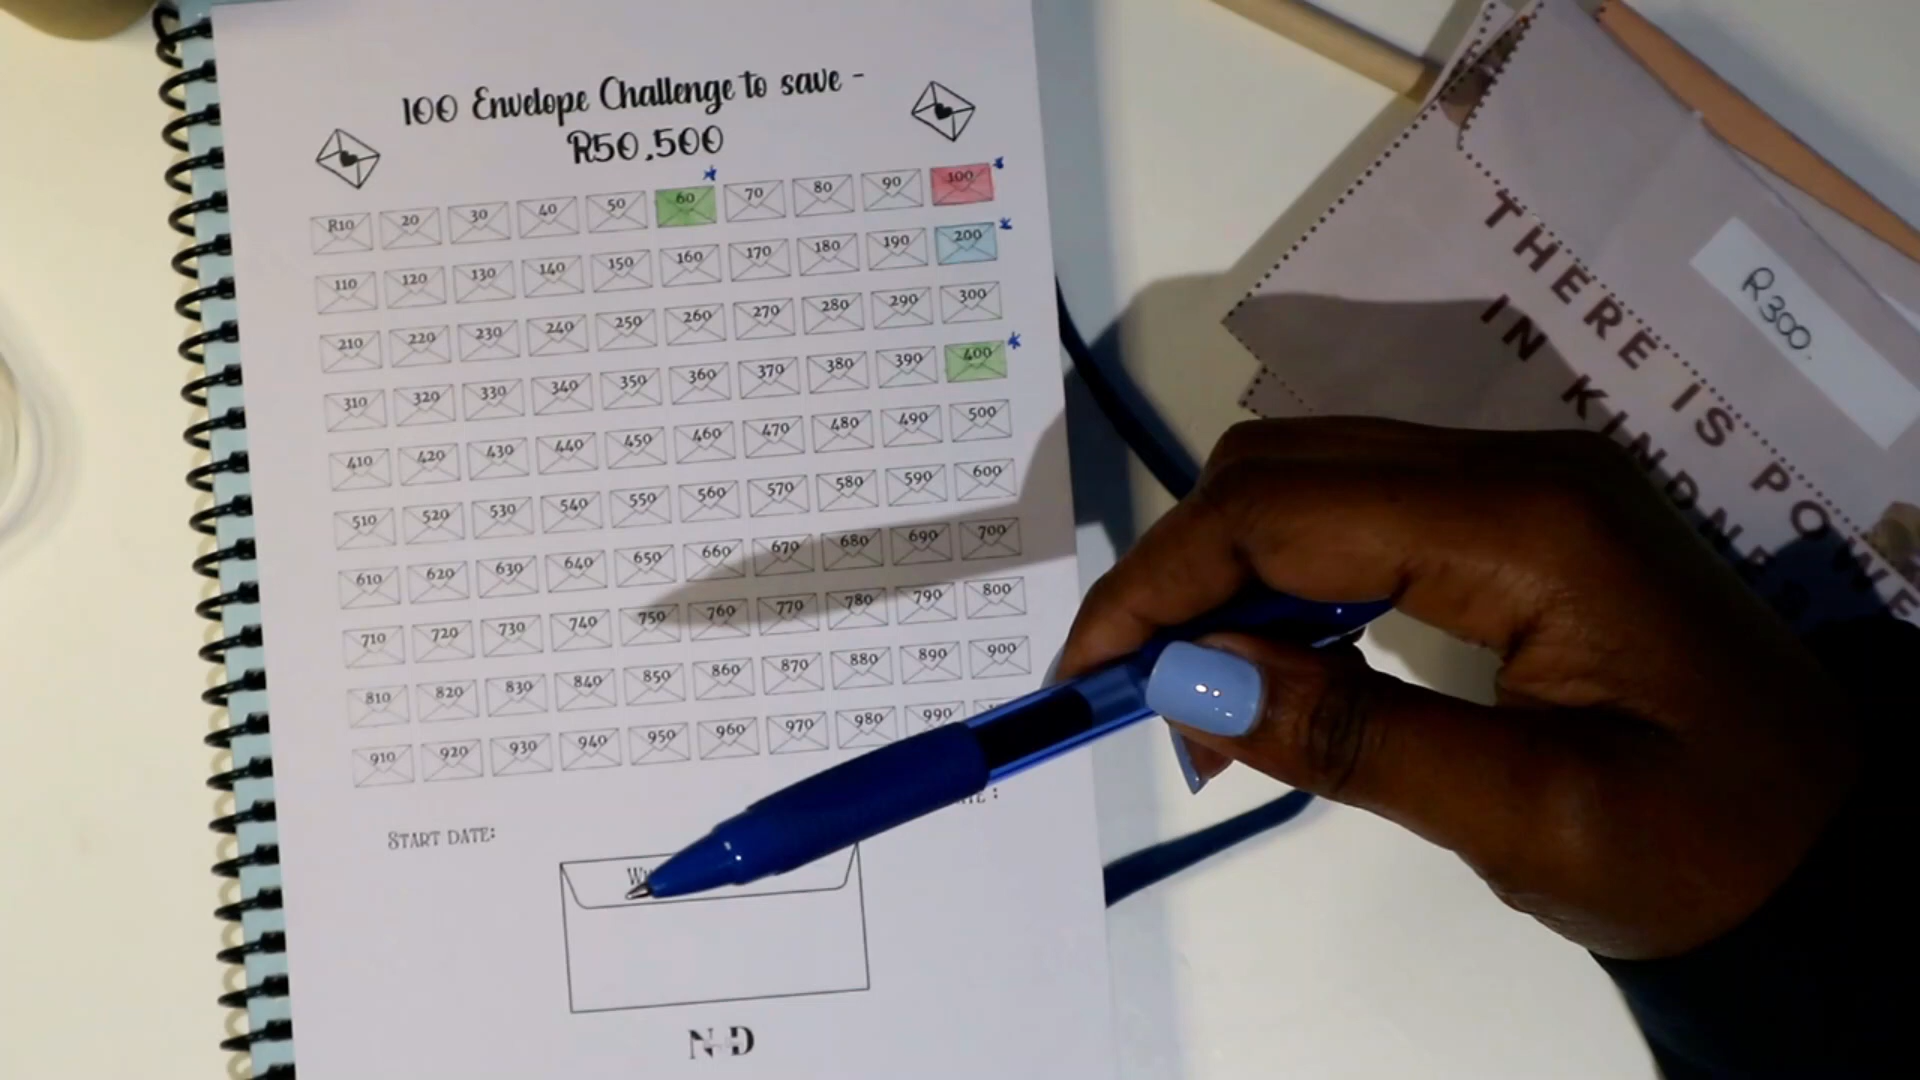 100 Envelope Challenge to save -
R50,500
R10 20 30 40 50 60 70 80 90 100
110 120 130 140 150 160 170 180 190 200
210 220 230 240 250 260 270 280 290 300
310 320 330 340 350 360 370 380 390 400
410 420 430 440 450 460 470 480 490 500
510 520 530 540 550 560 570 580 590 600
610 620 630 640 650 660 670 680 690 700
710 720 730 740 750 760 770 780 790 800
810 820 830 840 850 860 870 880 890 900
910 920 930 940 950 960 970 980 990
START DATE:
R300.
THERE IS
IN KINDNESS